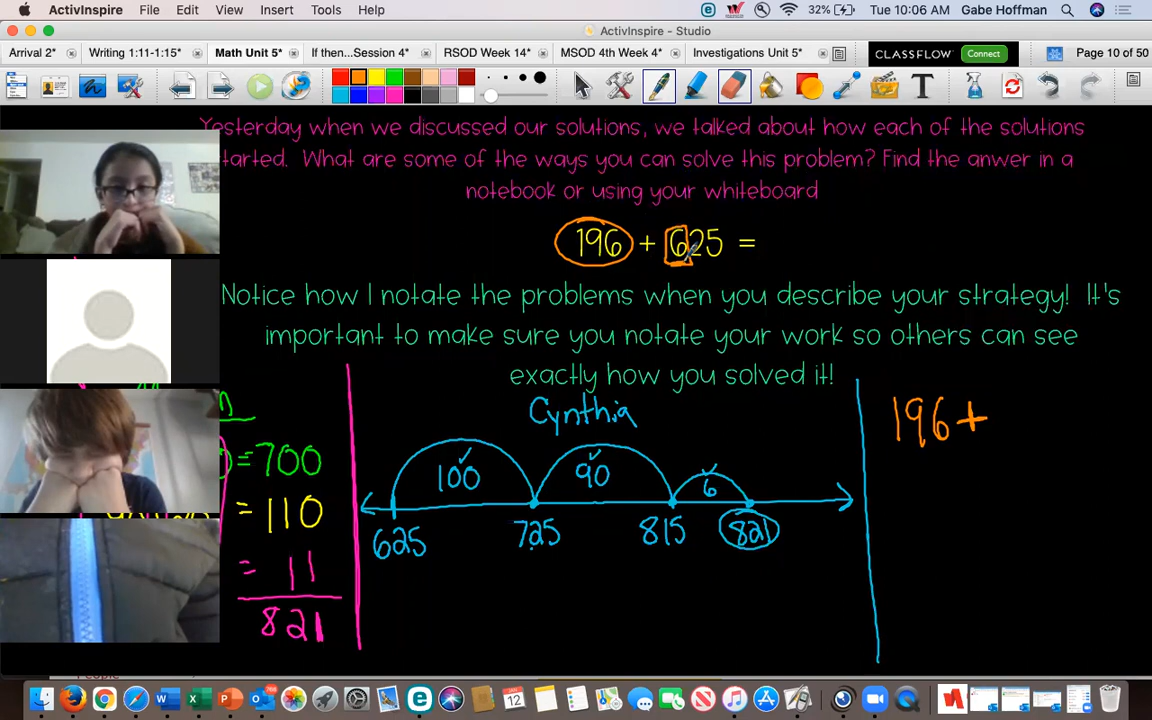 ActivInspire File Edit View Insert Tools Help 32% Tue 10:06 AM Gabe Hoffman
ActivInspire - Studio
Arrival 2* Writing 1:11-1:15* Math Unit 5* If then...Session 4* RSOD Week 14* MSOD 4th Week 4* Investigations Unit 5* CLASSFLOW Connect Page 10 of 50
Yesterday when we discussed our solutions, we talked about how each of the solutions
tarted. What are some of the ways you can solve this problem? Find the anwer in a
notebook or using your whiteboard
196 + 625 =
Notice how I notate the problems when you describe your strategy! It's
important to make sure you notate your work so others can see
exactly how you solved it!
Cynthia
=700
= 110
= 11
821
100 90 6
625 725 815 821
196+
JAN 12